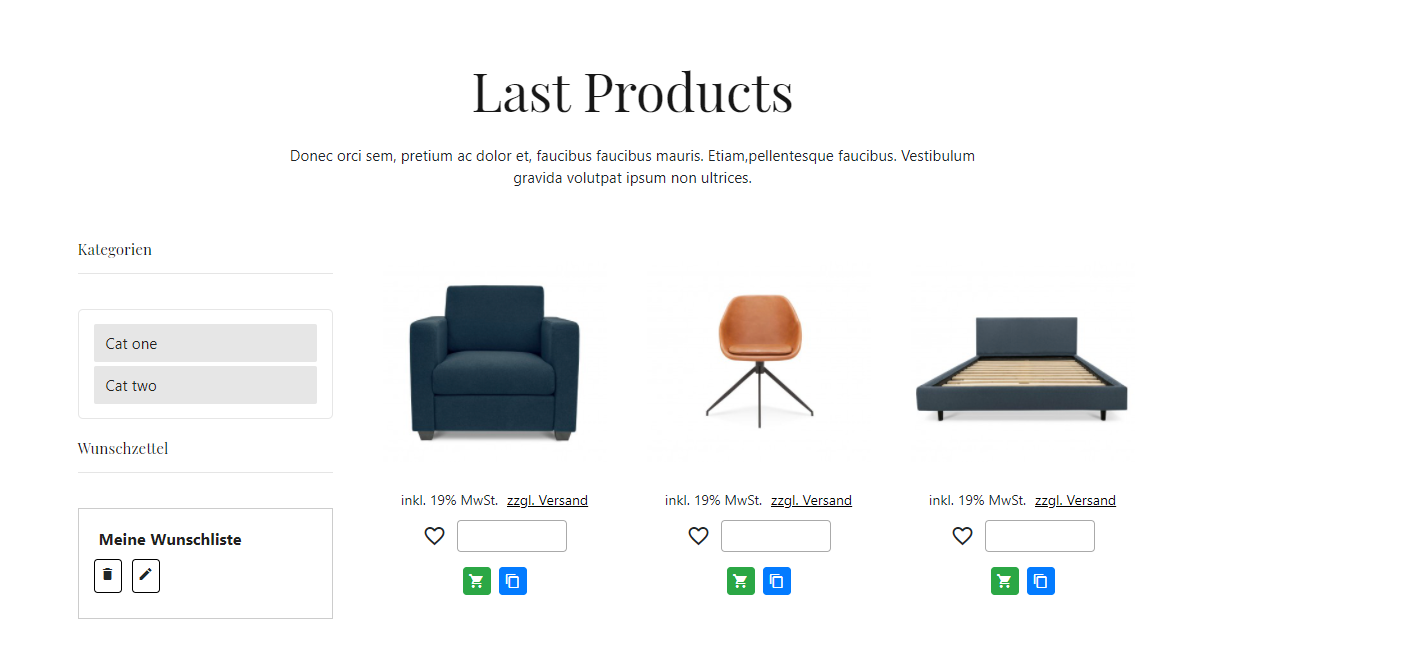 Last Products
Donec orci sem, pretium ac dolor et, faucibus faucibus mauris. Etiam,pellentesque faucibus. Vestibulum
gravida volutpat ipsum non ultrices.
Kategorien
Cat one
Cat two
Wunschzettel
Meine Wunschliste
inkl. 19% MwSt. zzgl. Versand
inkl. 19% MwSt. zzgl. Versand
inkl. 19% MwSt. zzgl. Versand